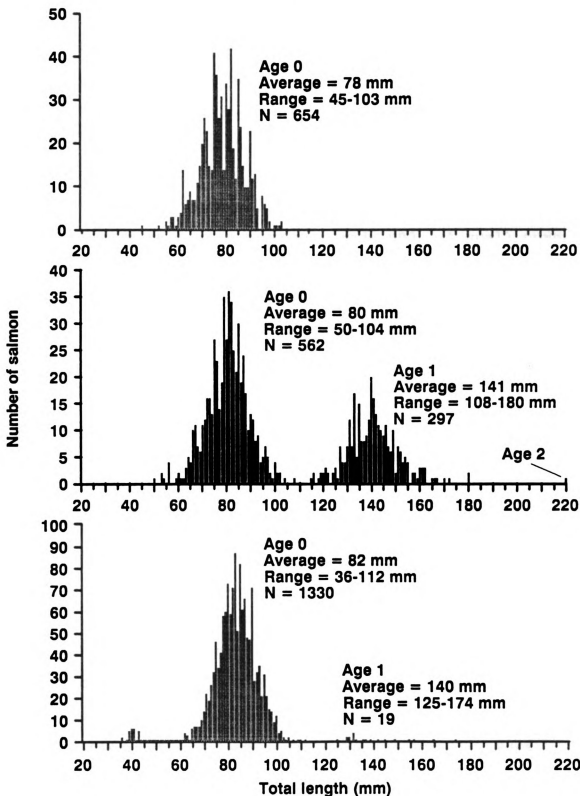 50
40
30
20
10
0
20 40 60 80 100 120 140 160 180 200 220
Age 0
Average = 78 mm
Range = 45-103 mm
N = 654
Number of salmon
40
35
30
25
20
15
10
5
0
20 40 60 80 100 120 140 160 180 200 220
Age 0
Average = 80 mm
Range = 50-104 mm
N = 562
Age 1
Average = 141 mm
Range = 108-180 mm
N = 297
Age 2
100
90
80
70
60
50
40
30
20
10
0
20 40 60 80 100 120 140 160 180 200 220
Age 0
Average = 82 mm
Range = 36-112 mm
N = 1330
Age 1
Average = 140 mm
Range = 125-174 mm
N = 19
Total length (mm)